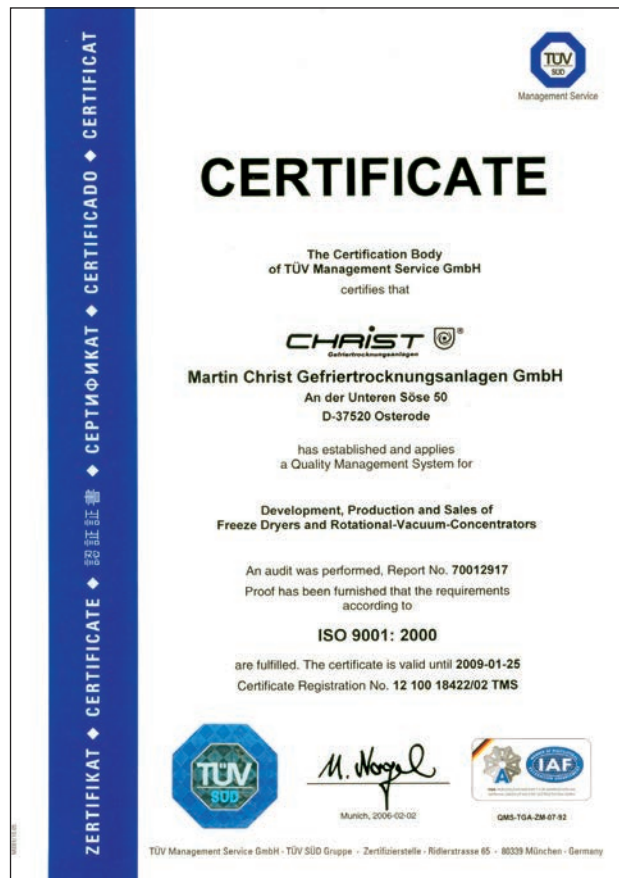 ZERTIFIKAT ◆ CERTIFICATE ◆ 認証証書 ◆ СЕРТИФИКАТ ◆ CERTIFICADO ◆ CERTIFICAT
TÜV
SÜD
Management Service
CERTIFICATE
The Certification Body
of TÜV Management Service GmbH
certifies that
CHRIST ®
Gefriertrocknungsanlagen
Martin Christ Gefriertrocknungsanlagen GmbH
An der Unteren Söse 50
D-37520 Osterode
has established and applies
a Quality Management System for
Development, Production and Sales of
Freeze Dryers and Rotational-Vacuum-Concentrators
An audit was performed, Report No. 70012917
Proof has been furnished that the requirements
according to
ISO 9001: 2000
are fulfilled. The certificate is valid until 2009-01-25
Certificate Registration No. 12 100 18422/02 TMS
TÜV
SÜD
M. Nagel
A
IAF
Munich, 2006-02-02
QMS-TGA-ZM-07-92
TÜV Management Service GmbH - TÜV SÜD Gruppe - Zertifizierstelle - Ridlerstrasse 65 - 80339 München - Germany